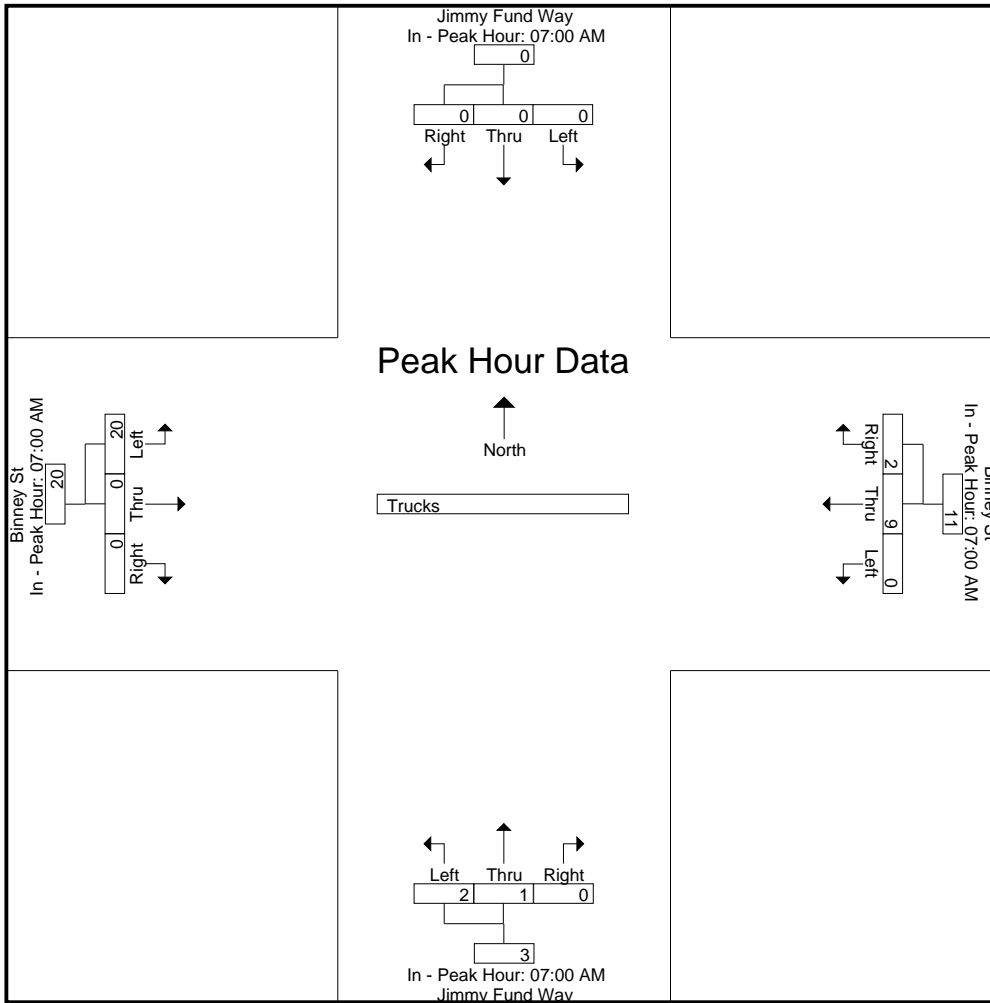 Jimmy Fund Way
In - Peak Hour: 07:00 AM
0
0 0 0
Right Thru Left
Peak Hour Data
North
Trucks
Binney St
In - Peak Hour: 07:00 AM
20
20 0 0
Left Thru Right
Binney St
In - Peak Hour: 07:00 AM
11
2 9 0
Right Thru Left
Left Thru Right
2 1 0
3
In - Peak Hour: 07:00 AM
Jimmy Fund Way